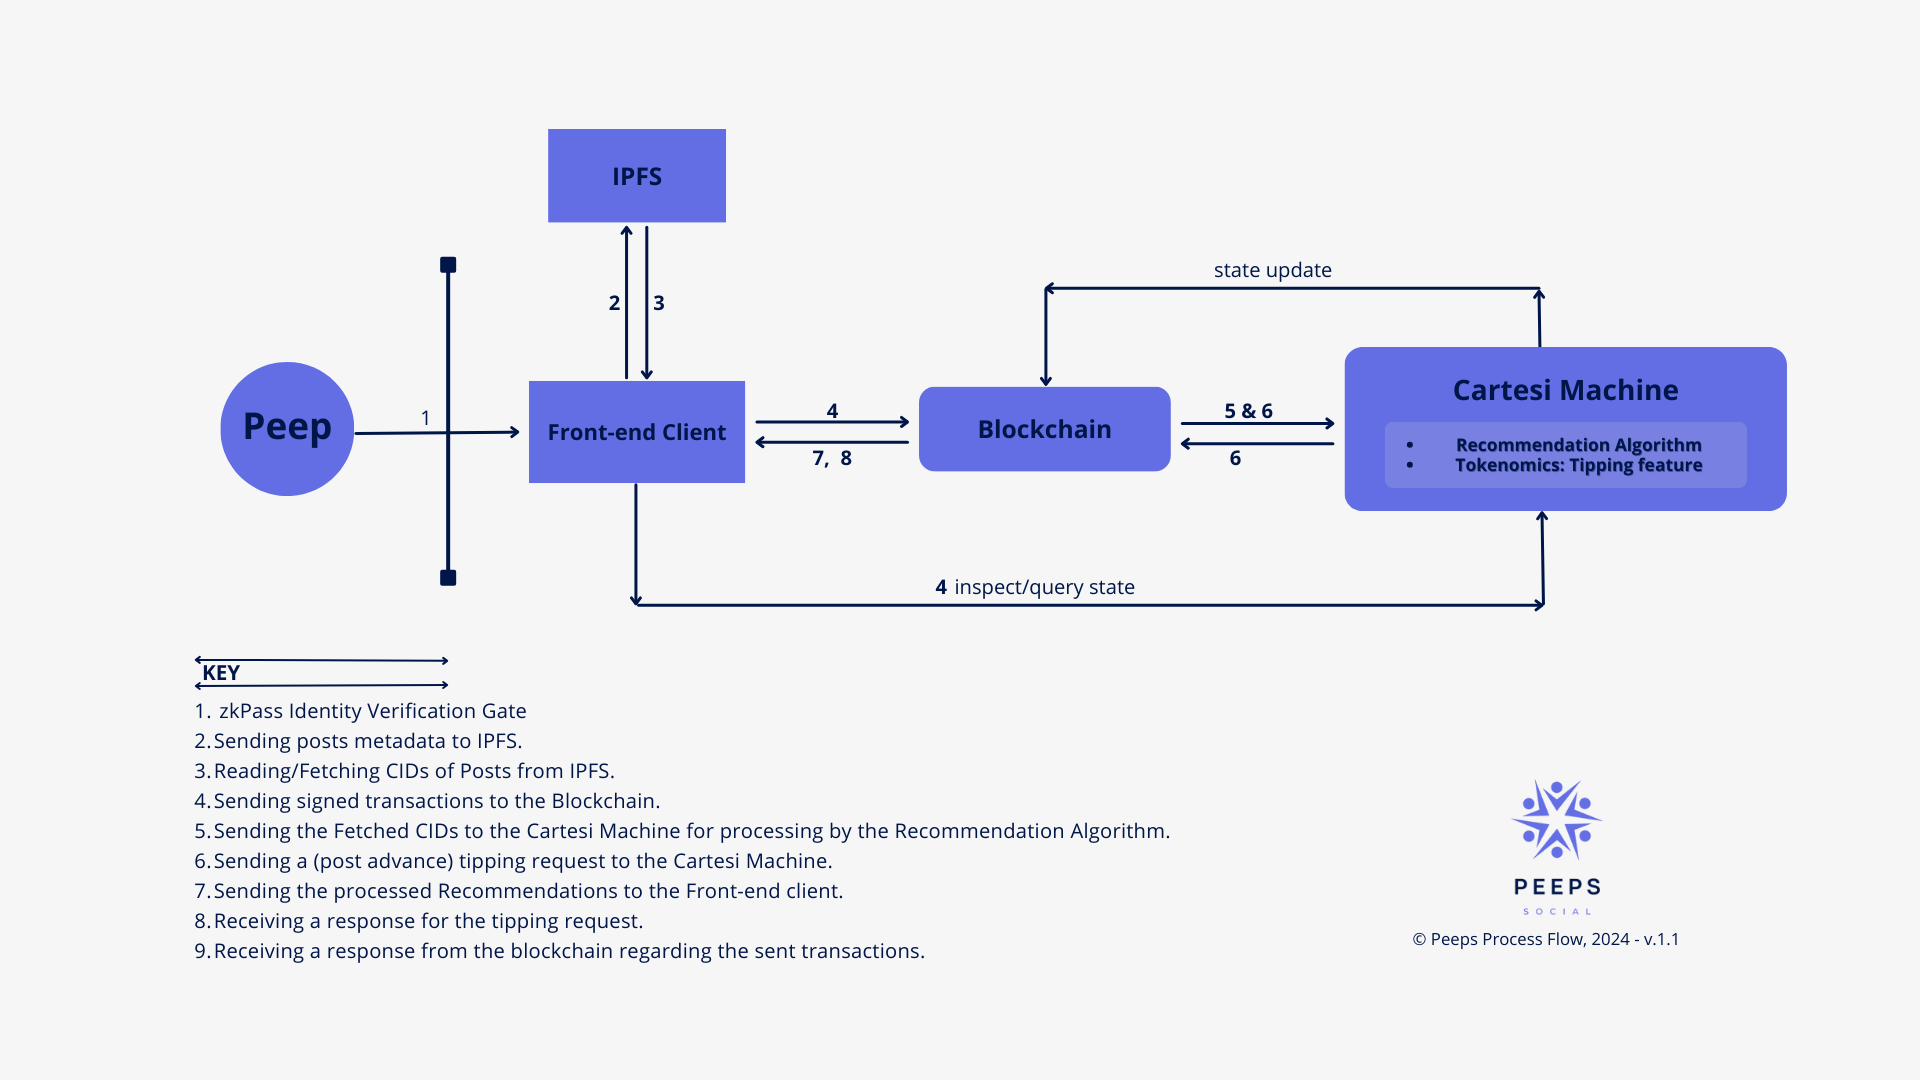 IPFS
state update
2
3
Peep
1
Front-end Client
4
7, 8
Blockchain
5 & 6
6
Cartesi Machine
• Recommendation Algorithm
• Tokenomics: Tipping feature
4 inspect/query state
KEY
1. zkPass Identity Verification Gate
2. Sending posts metadata to IPFS.
3. Reading/Fetching CIDs of Posts from IPFS.
4. Sending signed transactions to the Blockchain.
5. Sending the Fetched CIDs to the Cartesi Machine for processing by the Recommendation Algorithm.
6. Sending a (post advance) tipping request to the Cartesi Machine.
7. Sending the processed Recommendations to the Front-end client.
8. Receiving a response for the tipping request.
9. Receiving a response from the blockchain regarding the sent transactions.
PEEPS
SOCIAL
© Peeps Process Flow, 2024 - v.1.1